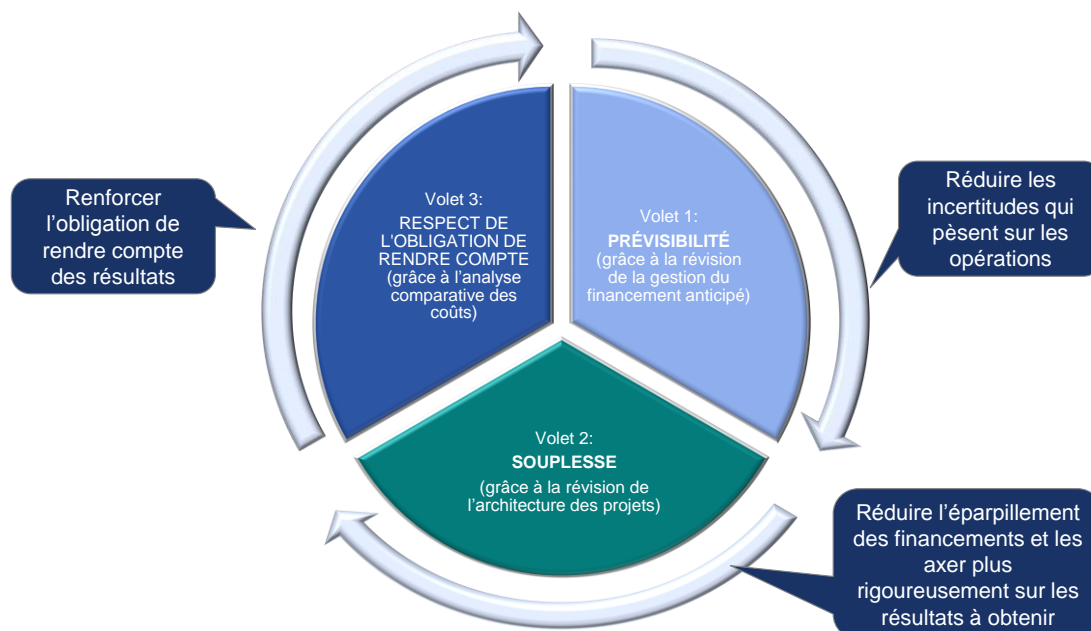 Volet 3:
RESPECT DE
L'OBLIGATION DE
RENDRE COMPTE
(grâce à l’analyse
comparative des
coûts)
Volet 1:
PRÉVISIBILITÉ
(grâce à la révision
de la gestion du
financement anticipé)
Volet 2:
SOUPLESSE
(grâce à la révision de
l’architecture des projets)
Renforcer
l’obligation de
rendre compte
des résultats
Réduire les
incertitudes qui
pèsent sur les
opérations
Réduire l’éparpillement
des financements et les
axer plus
rigoureusement sur les
résultats à obtenir